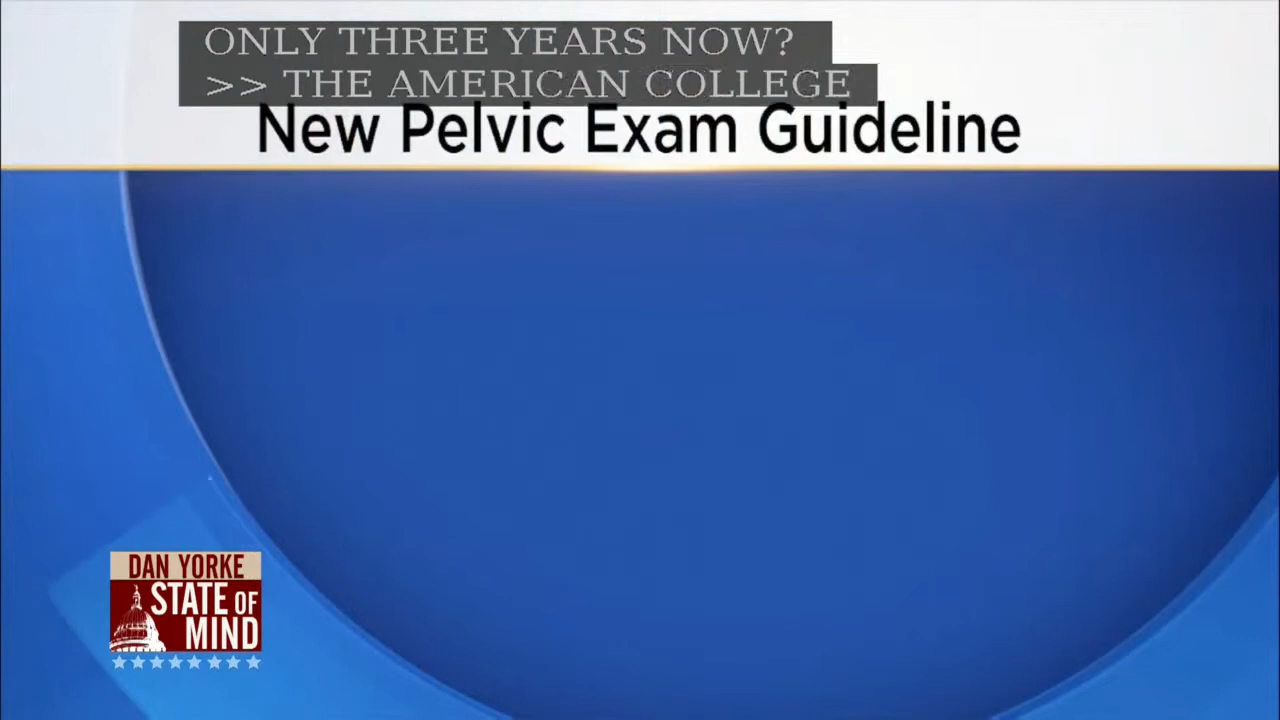 ONLY THREE YEARS NOW?
>> THE AMERICAN COLLEGE
New Pelvic Exam Guideline
DAN YORKE
STATE OF
MIND